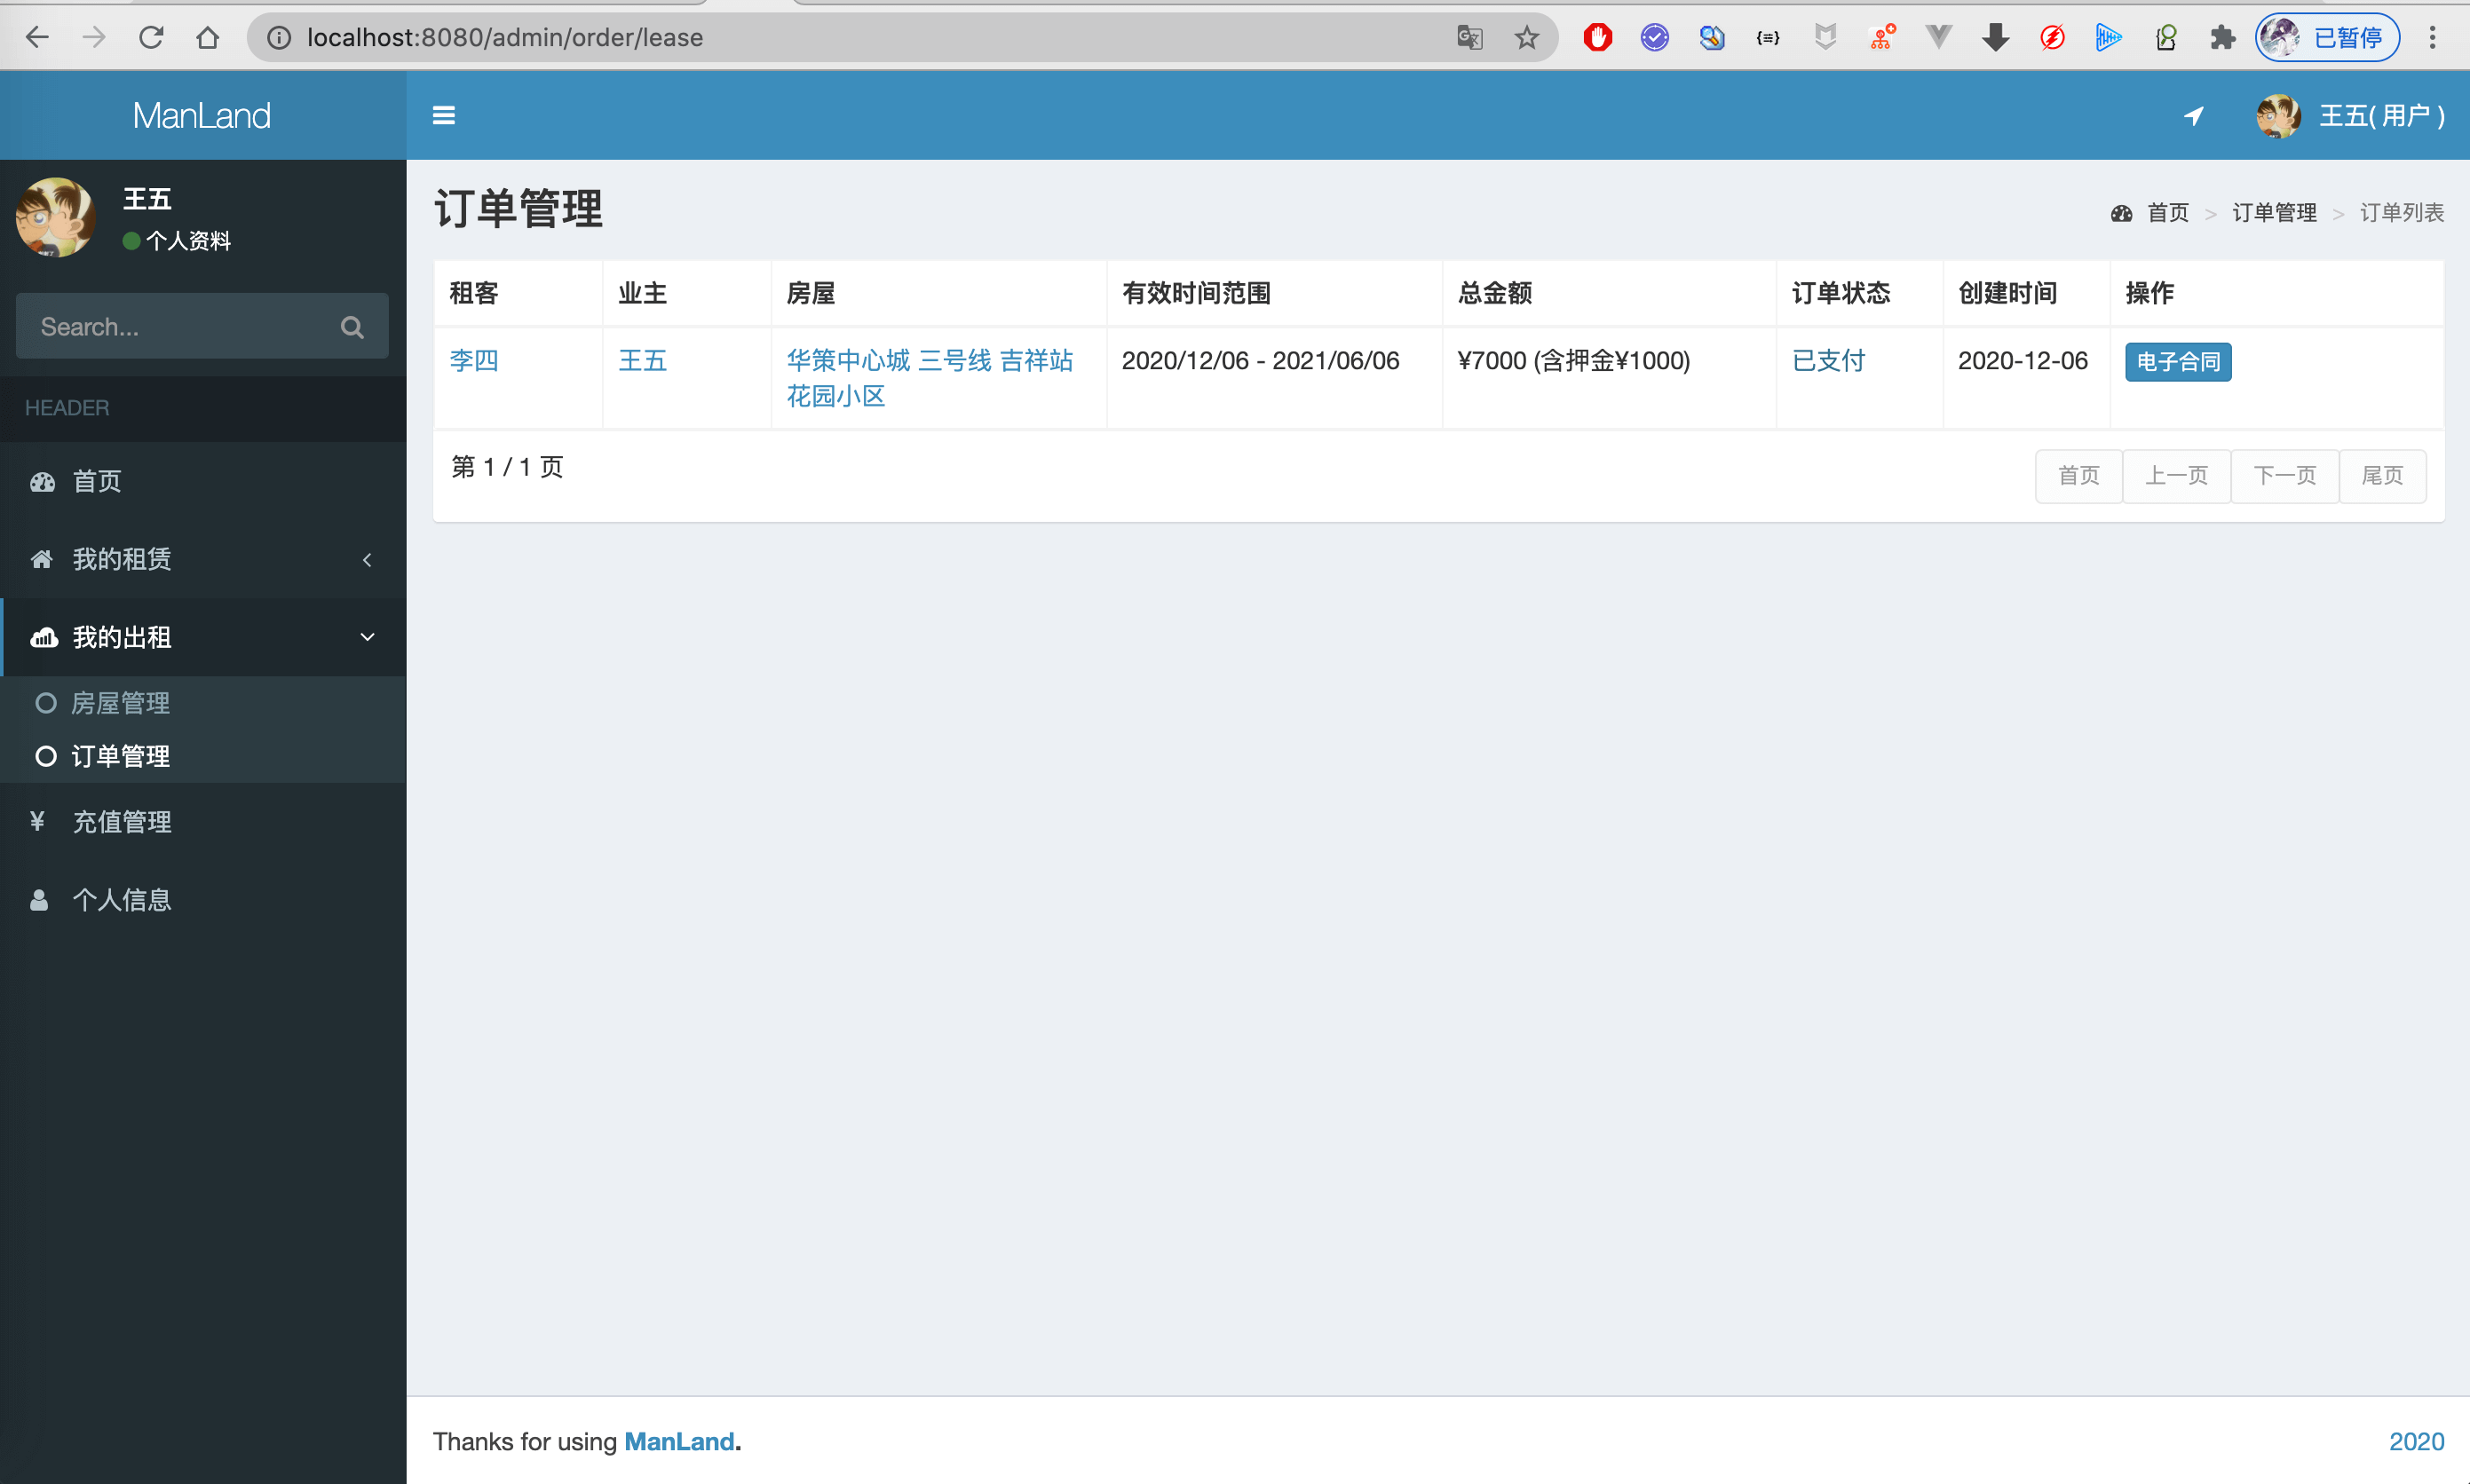 localhost:8080/admin/order/lease
已暂停
ManLand
王五( 用户 )
王五
个人资料
Search...
HEADER
首页
我的租赁
我的出租
房屋管理
订单管理
¥ 充值管理
个人信息
订单管理
首页 > 订单管理 > 订单列表
租客 业主 房屋 有效时间范围 总金额 订单状态 创建时间 操作
李四 王五 华策中心城 三号线 吉祥站 2020/12/06 - 2021/06/06 ¥7000 (含押金¥1000) 已支付 2020-12-06 电子合同
花园小区
第 1 / 1 页
首页 上一页 下一页 尾页
Thanks for using ManLand.
2020